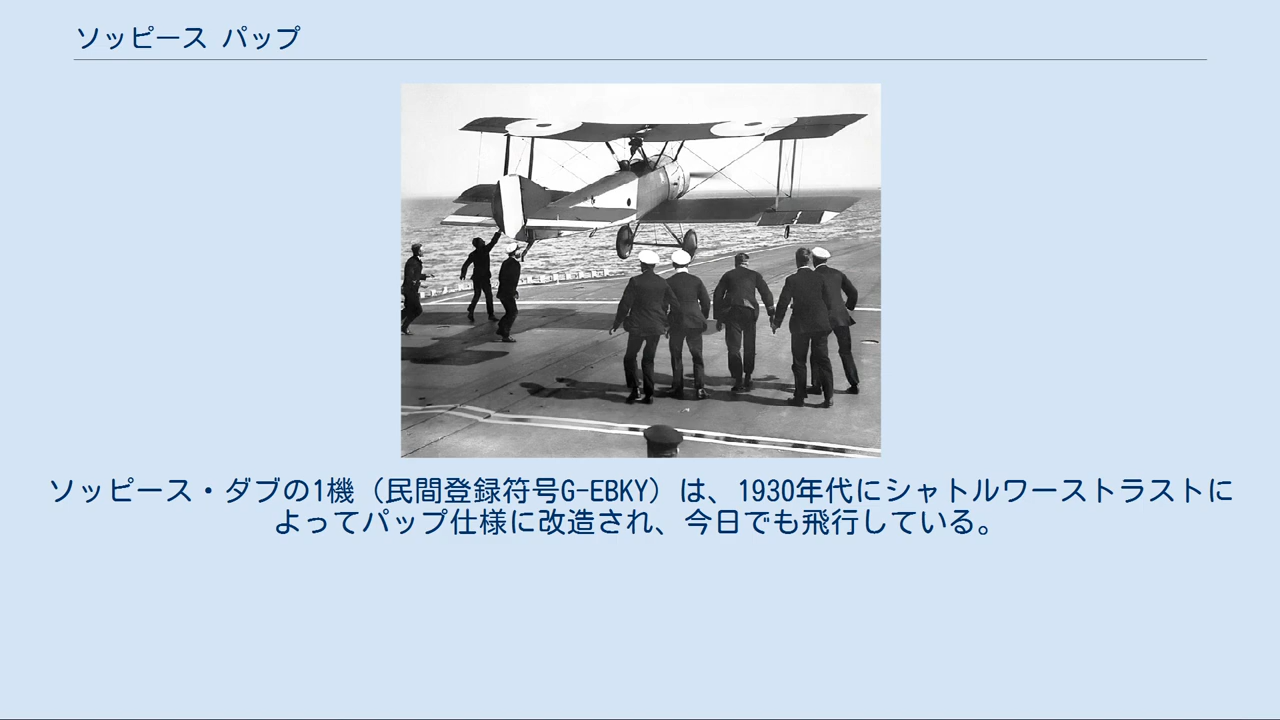 ソッピース パップ
ソッピース・ダブの1機（民間登録符号G-EBKY）は、1930年代にシャトルワーストラストに
よってパップ仕様に改造され、今日でも飛行している。